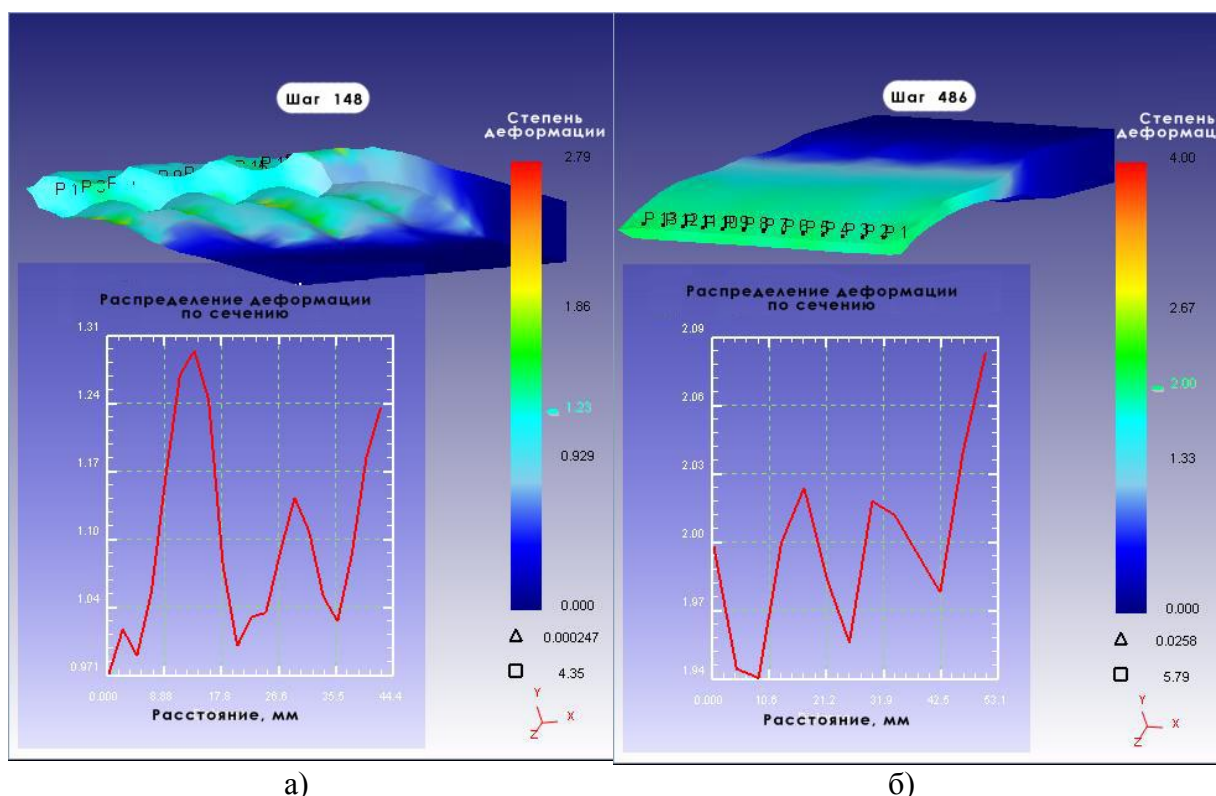 Шаг 148
Степень
деформации
2.79
1.86
1.23
0.929
0.000
0.000247
4.35
Y
X
Z
P 1
Распределение деформации
по сечению
1.31
1.24
1.17
1.10
1.04
0.971
0.000
8.88
17.8
26.6
35.5
44.4
Расстояние, мм
а)
Шаг 486
Степень
деформац
4.00
2.67
2.00
1.33
0.000
0.0258
5.79
Y
X
Z
P 1
Распределение деформации
по сечению
2.09
2.06
2.03
2.00
1.97
1.94
0.000
10.6
21.2
31.9
42.5
53.1
Расстояние, мм
б)